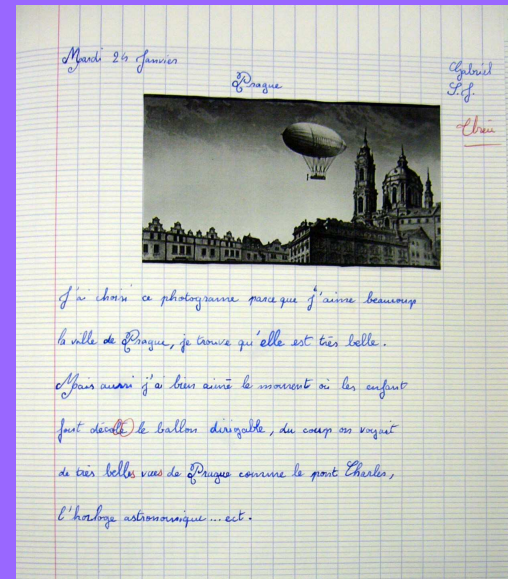 Mardi 24 Janvier
Prague
Gabriel
S.J.
J'ai choisi ce photograme parce que j'aime beaucoup
la ville de Prague, je trouve qu'elle est très belle.
Mais aussi j'ai bien aimé le moment où les enfant
font décollé le ballon dirigable, du coup on voyait
de très belles vues de Prague comme le pont Charles,
l'horloge astronomique ... ect.